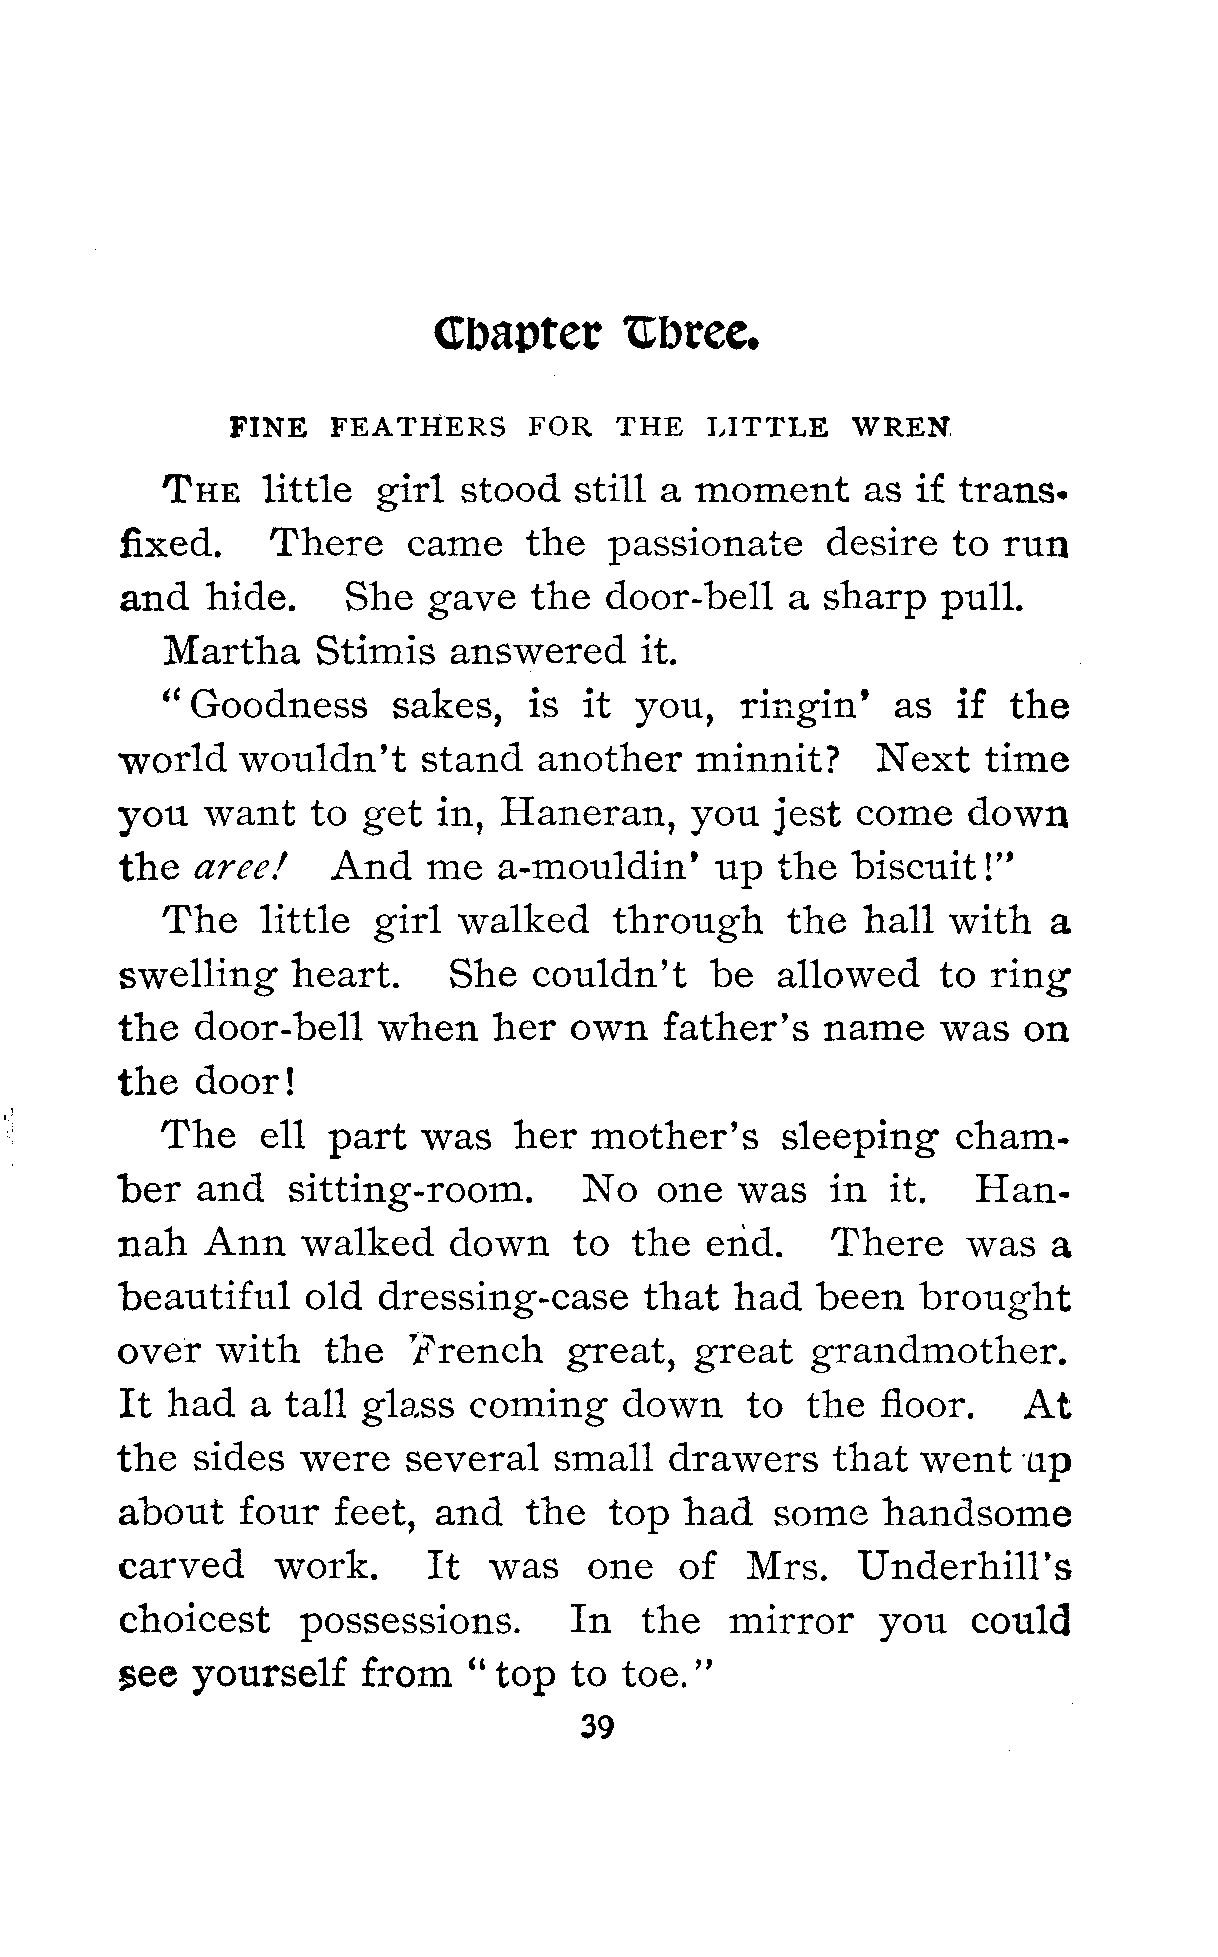 Chapter Three.
FINE FEATHERS FOR THE LITTLE WREN
THE little girl stood still a moment as if trans-
fixed. There came the passionate desire to run
and hide. She gave the door-bell a sharp pull.
Martha Stimis answered it.
"Goodness sakes, is it you, ringin' as if the
world wouldn't stand another minnit? Next time
you want to get in, Haneran, you jest come down
the aree! And me a-mouldin' up the biscuit!"
The little girl walked through the hall with a
swelling heart. She couldn't be allowed to ring
the door-bell when her own father's name was on
the door!
The ell part was her mother's sleeping cham-
ber and sitting-room. No one was in it. Han-
nah Ann walked down to the end. There was a
beautiful old dressing-case that had been brought
over with the French great, great grandmother.
It had a tall glass coming down to the floor. At
the sides were several small drawers that went up
about four feet, and the top had some handsome
carved work. It was one of Mrs. Underhill's
choicest possessions. In the mirror you could
see yourself from "top to toe."
39